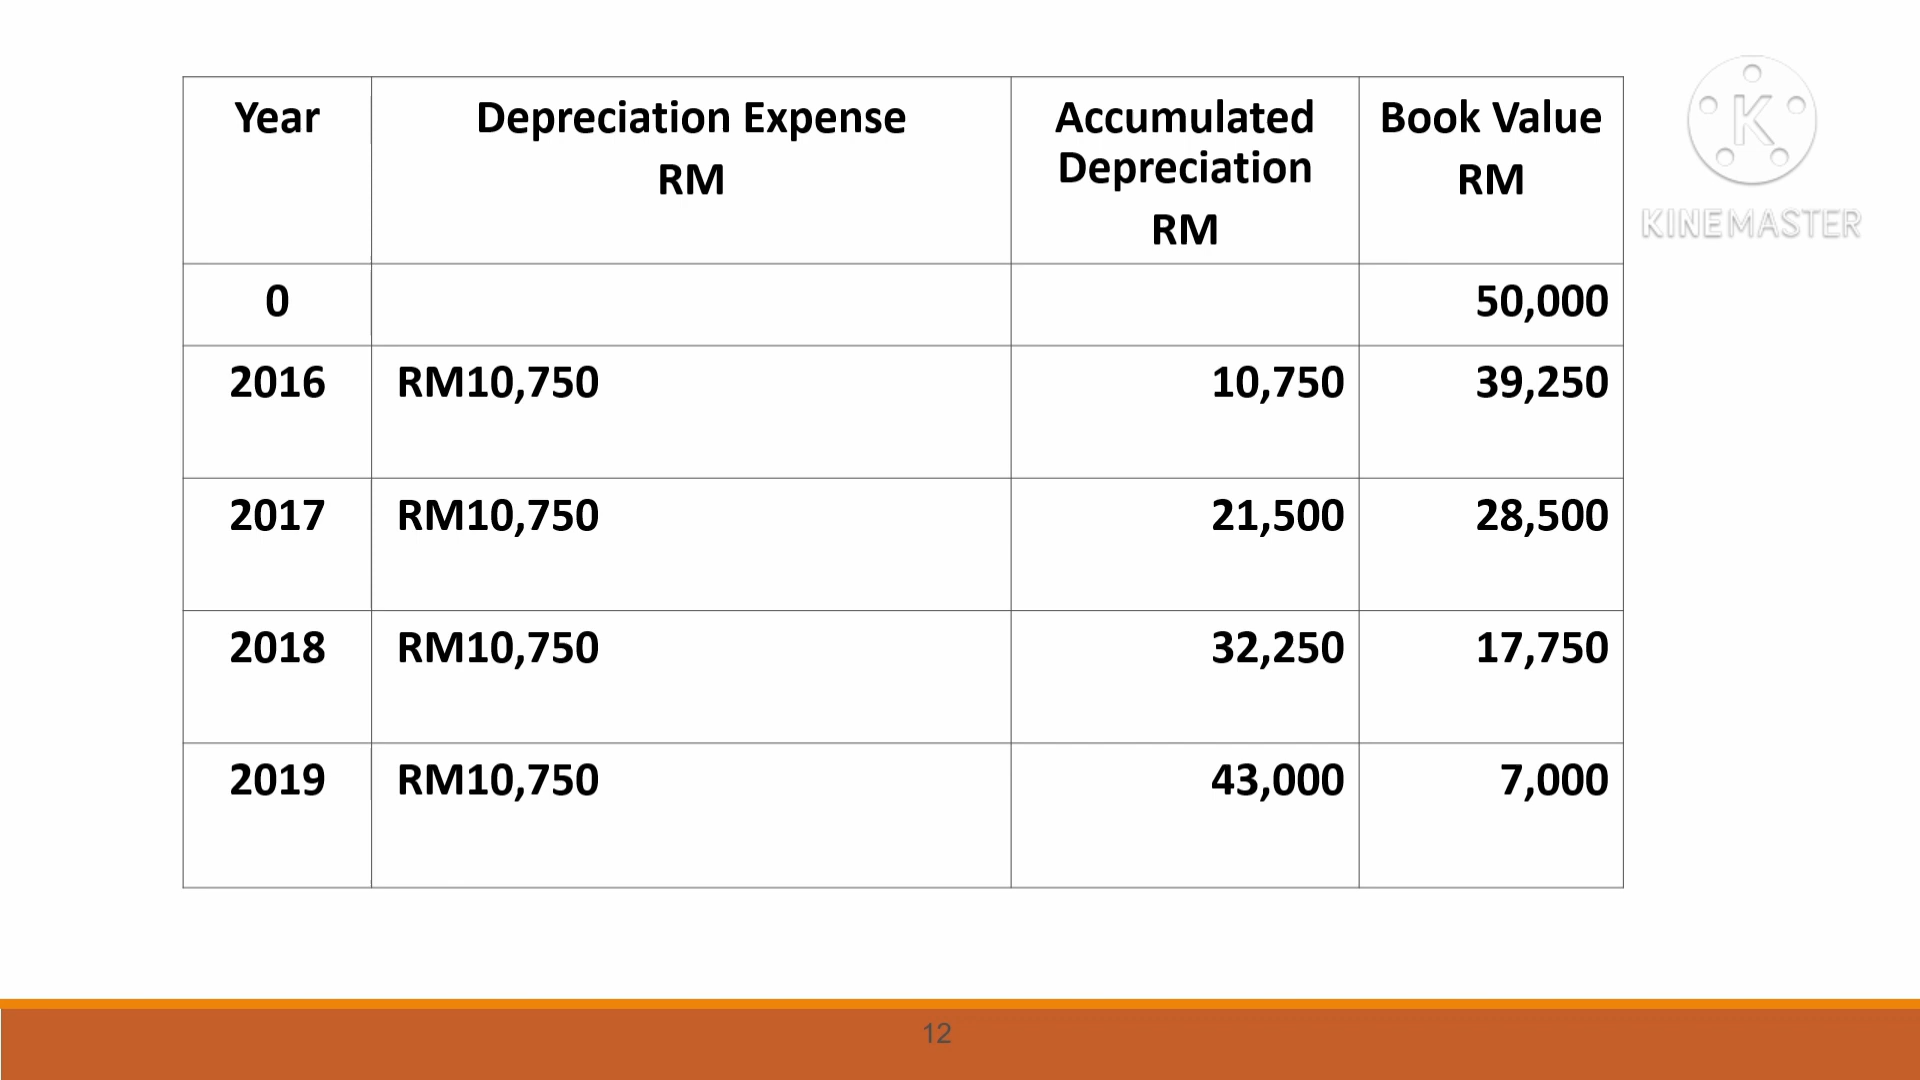 Year Depreciation Expense Accumulated Book Value
RM Depreciation RM
RM
0 50,000
2016 RM10,750 10,750 39,250
2017 RM10,750 21,500 28,500
2018 RM10,750 32,250 17,750
2019 RM10,750 43,000 7,000
K
KINEMASTER
12